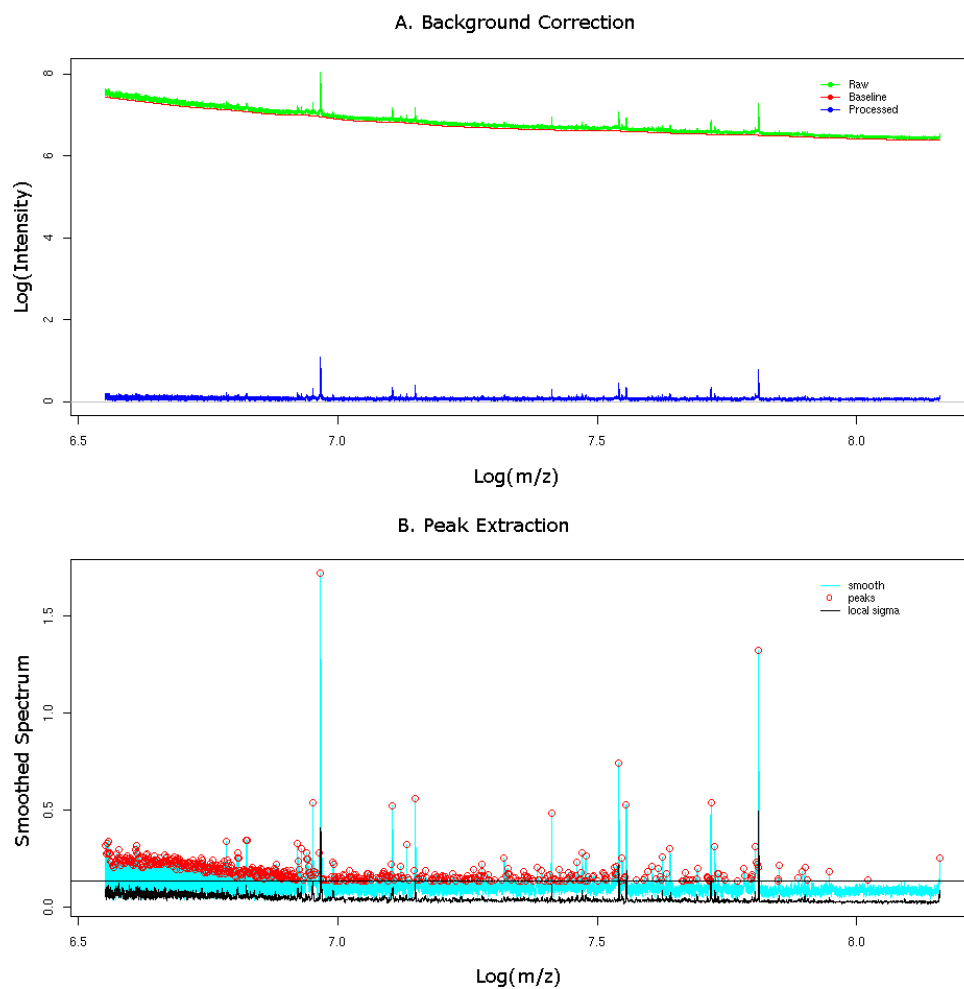 A. Background Correction
8
6
4
2
0
Log(Intensity)
Raw
Baseline
Processed
6.5 7.0 7.5 8.0
Log(m/z)
B. Peak Extraction
1.5
1.0
0.5
0.0
Smoothed Spectrum
smooth
peaks
local sigma
6.5 7.0 7.5 8.0
Log(m/z)